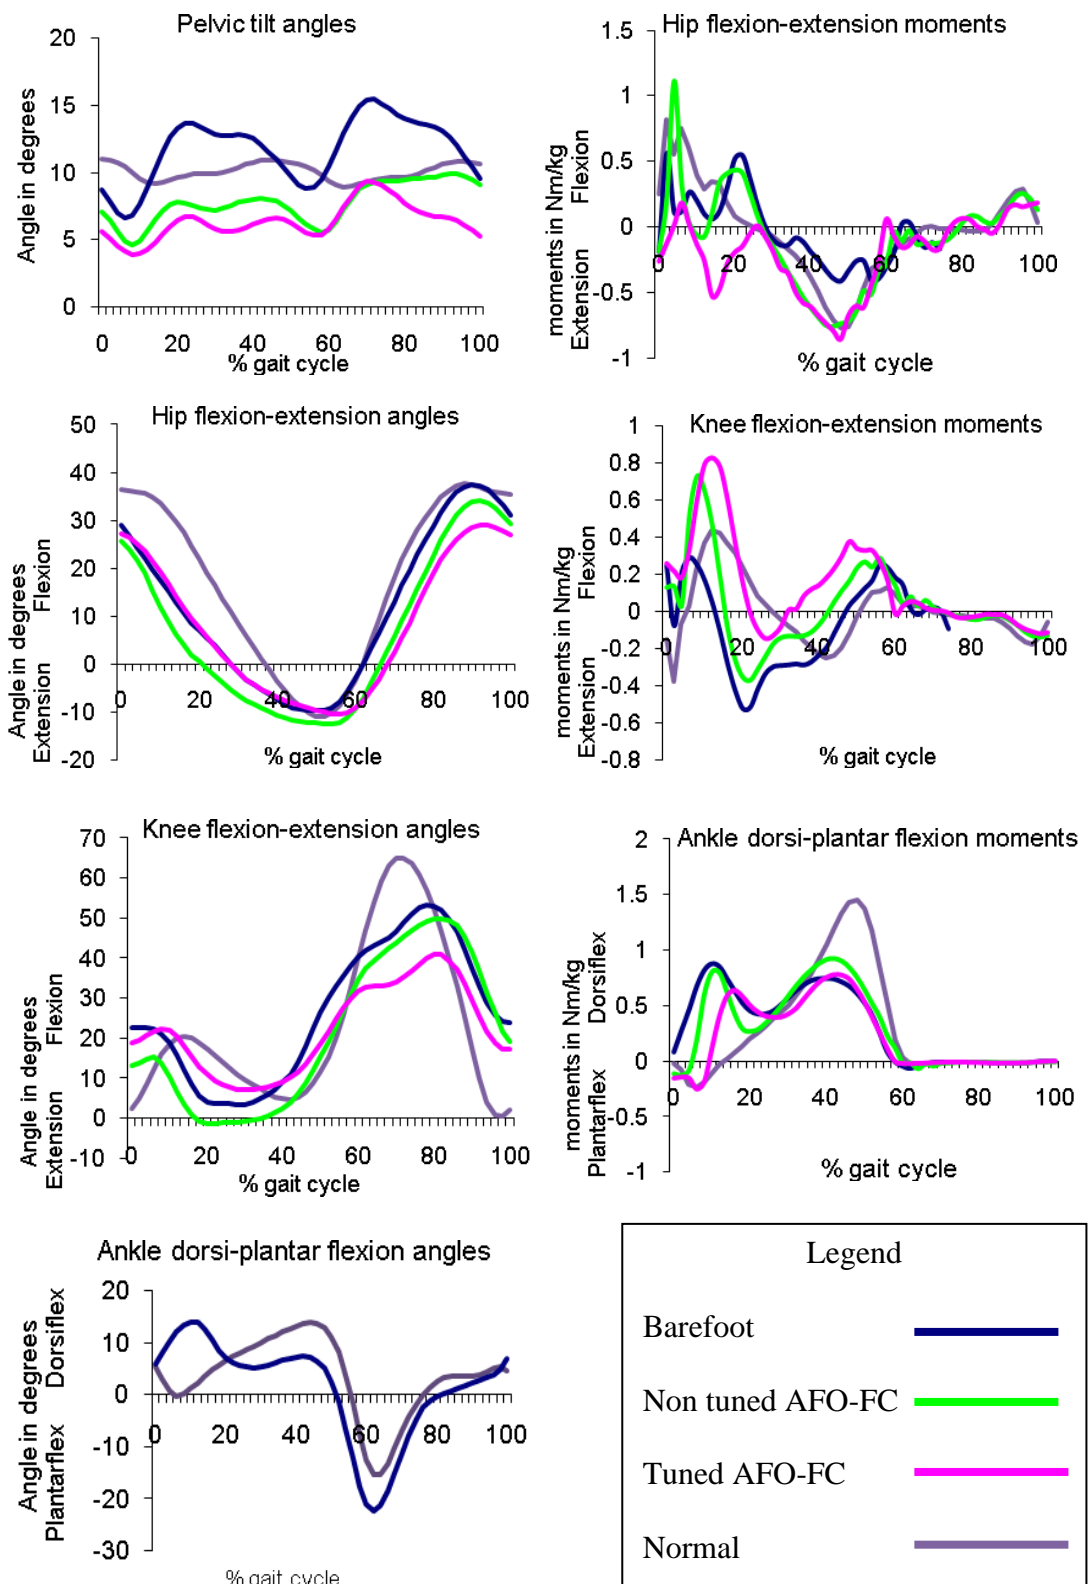 Pelvic tilt angles
20
15
10
5
0
Angle in degrees
0 20 40 60 80 100
% gait cycle
Hip flexion-extension moments
1.5
1
0.5
0
-0.5
-1
moments in Nm/kg
Extension Flexion
0 20 40 60 80 100
% gait cycle
Hip flexion-extension angles
50
40
30
20
10
0
-10
-20
Angle in degrees
Extension Flexion
0 20 40 60 80 100
% gait cycle
Knee flexion-extension moments
1
0.8
0.6
0.4
0.2
0
-0.2
-0.4
-0.6
-0.8
moments in Nm/kg
Extension Flexion
0 20 40 60 80 100
% gait cycle
Knee flexion-extension angles
70
60
50
40
30
20
10
0
-10
Angle in degrees
Extension Flexion
0 20 40 60 80 100
% gait cycle
Ankle dorsi-plantar flexion moments
2
1.5
1
0.5
0
-0.5
-1
moments in Nm/kg
Plantarflex Dorsiflex
0 20 40 60 80 100
% gait cycle
Ankle dorsi-plantar flexion angles
20
10
0
-10
-20
-30
Angle in degrees
Plantarflex Dorsiflex
0 20 40 60 80 100
% gait cycle
Legend
Barefoot
Non tuned AFO-FC
Tuned AFO-FC
Normal